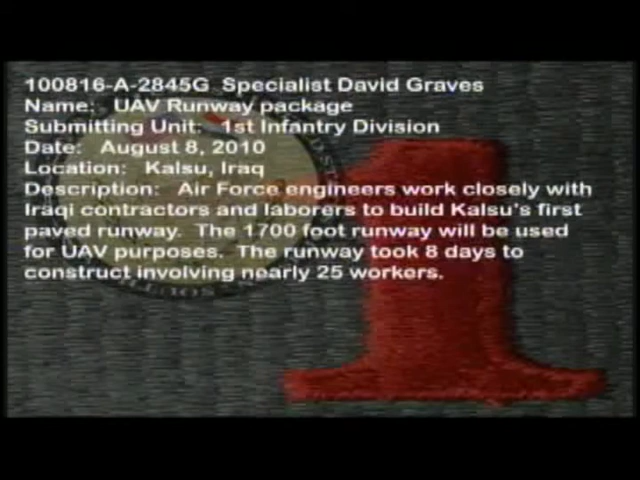 100816-A-2845G  Specialist David Graves
Name:  UAV Runway package
Submitting Unit:  1st Infantry Division
Date:  August 8, 2010
Location:  Kalsu, Iraq
Description:  Air Force engineers work closely with
Iraqi contractors and laborers to build Kalsu's first
paved runway.  The 1700 foot runway will be used
for UAV purposes.  The runway took 8 days to
construct involving nearly 25 workers.
1